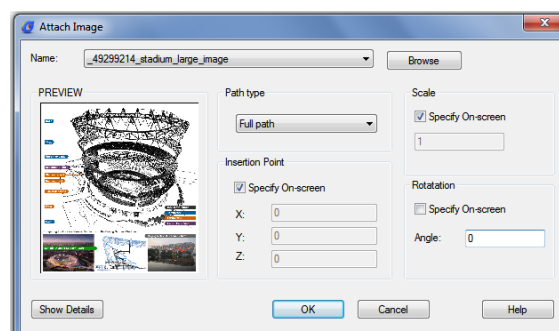 Attach Image
Name: _49299214_stadium_large_image Browse
PREVIEW
Path type
Full path
Insertion Point
Specify On-screen
X: 0
Y: 0
Z: 0
Scale
Specify On-screen
1
Rotatation
Specify On-screen
Angle: 0
Show Details OK Cancel Help